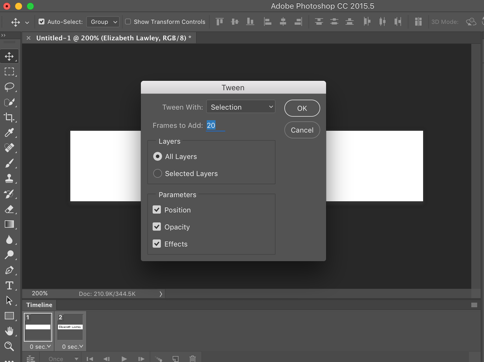 Adobe Photoshop CC 2015.5
Auto-Select: Group Show Transform Controls 3D Mode:
Untitled-1 @ 200% (Elizabeth Lawley, RGB/8) *
Tween
Tween With: Selection
OK
Frames to Add: 20
Cancel
Layers
All Layers
Selected Layers
Parameters
Position
Opacity
Effects
200% Doc: 210.9K/344.5K
Timeline
1 2
0 sec. 0 sec.
Once